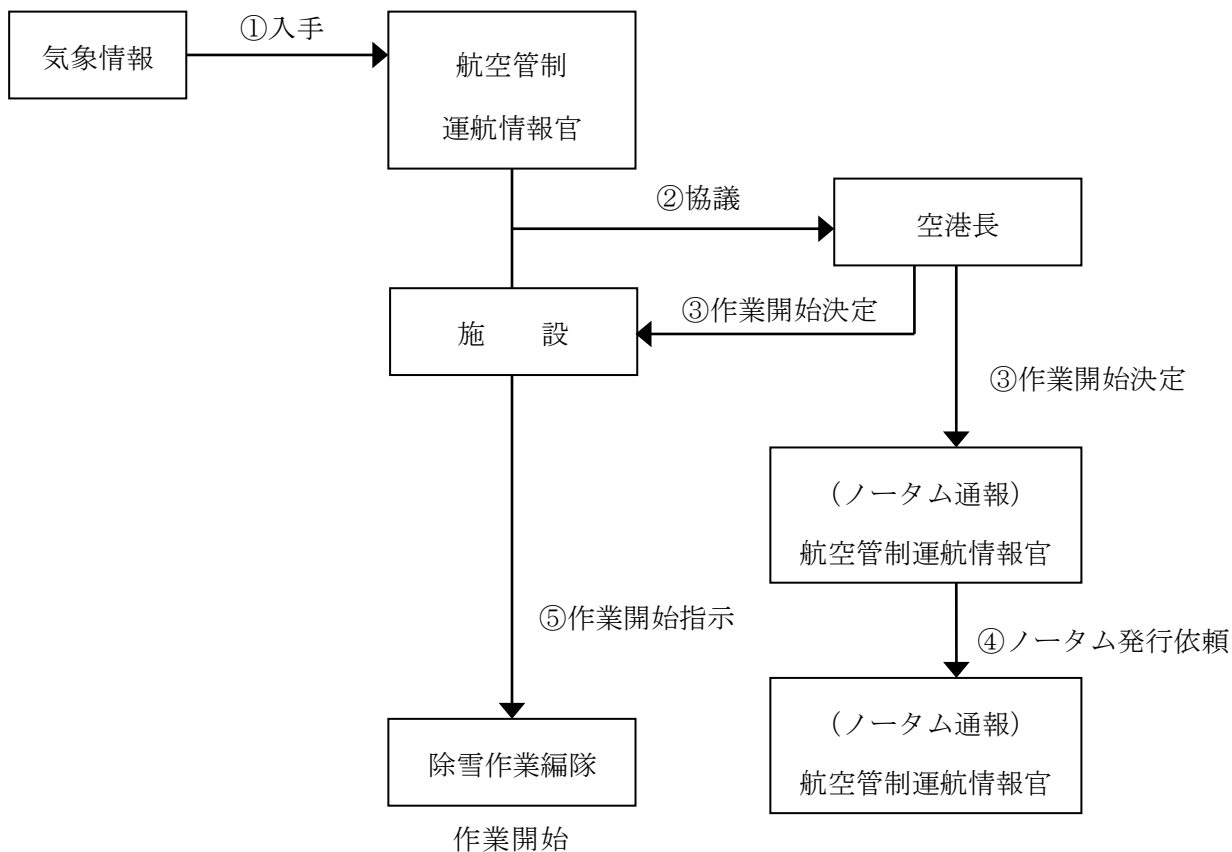 ①入手
気象情報
航空管制
運航情報官
②協議
空港長
③作業開始決定
施　　設
③作業開始決定
（ノータム通報）
航空管制運航情報官
⑤作業開始指示
④ノータム発行依頼
（ノータム通報）
航空管制運航情報官
除雪作業編隊
作業開始